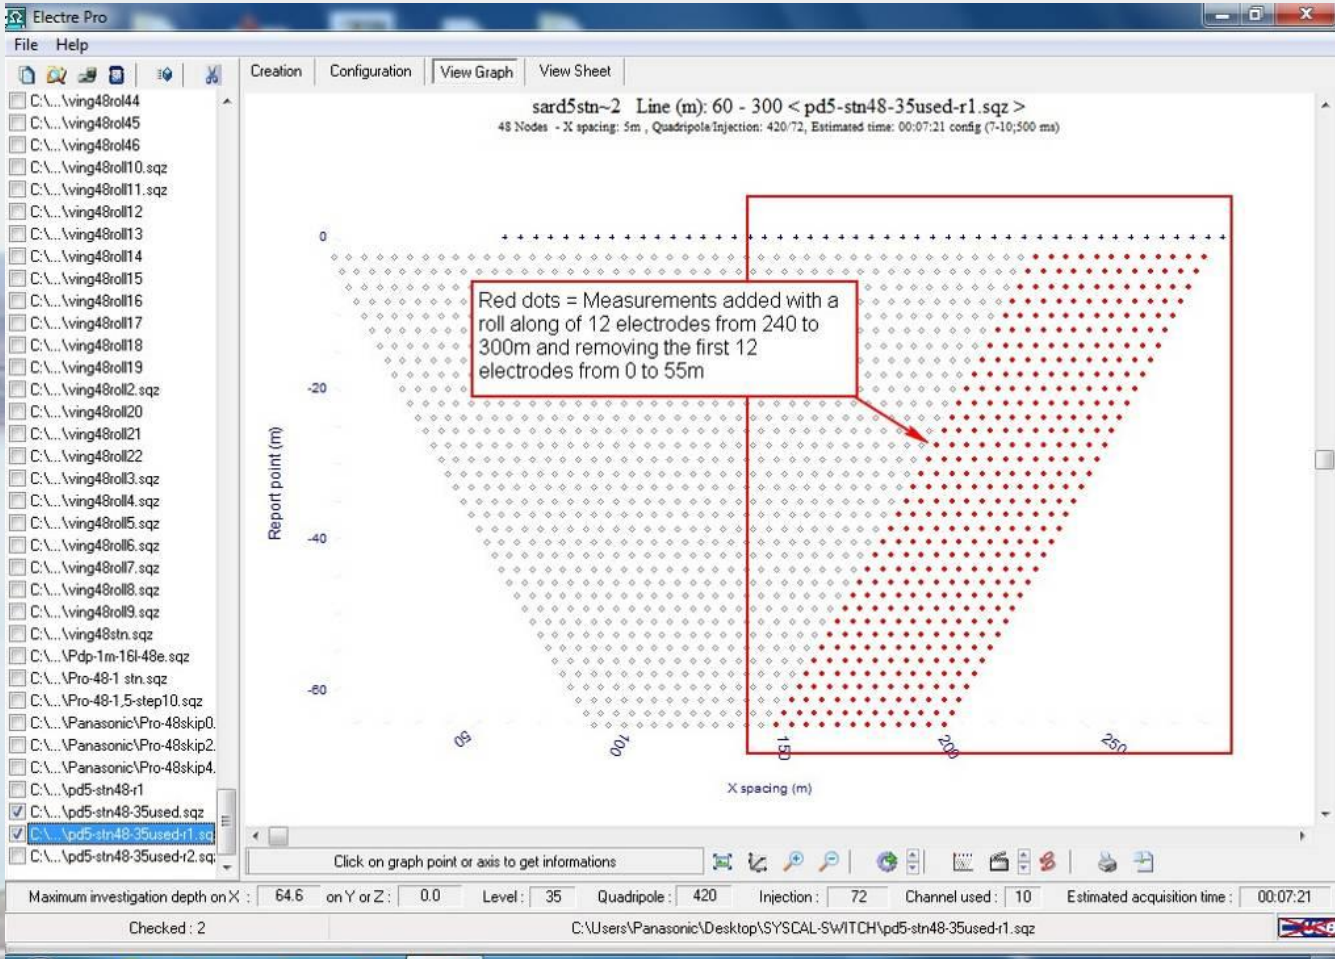 Electre Pro
File Help
Creation Configuration View Graph View Sheet
C:\...\ving48rol44
C:\...\ving48rol45
C:\...\ving48rol46
C:\...\ving48roll10.sqz
C:\...\ving48roll11.sqz
C:\...\ving48roll12
C:\...\ving48roll13
C:\...\ving48roll14
C:\...\ving48roll15
C:\...\ving48roll16
C:\...\ving48roll17
C:\...\ving48roll18
C:\...\ving48roll19
C:\...\ving48roll2.sqz
C:\...\ving48roll20
C:\...\ving48roll21
C:\...\ving48roll22
C:\...\ving48roll3.sqz
C:\...\ving48roll4.sqz
C:\...\ving48roll5.sqz
C:\...\ving48roll6.sqz
C:\...\ving48roll7.sqz
C:\...\ving48roll8.sqz
C:\...\ving48roll9.sqz
C:\...\ving48stn.sqz
C:\...\Pdp-1m-16l-48e.sqz
C:\...\Pro-48-1 stn.sqz
C:\...\Pro-48-1,5-step10.sqz
C:\...\Panasonic\Pro-48skip0.
C:\...\Panasonic\Pro-48skip2.
C:\...\Panasonic\Pro-48skip4.
C:\...\pd5-stn48-r1
C:\...\pd5-stn48-35used.sqz
C:\...\pd5-stn48-35used-r1.sq
C:\...\pd5-stn48-35used-r2.sq
sard5stn~2 Line (m): 60 - 300 < pd5-stn48-35used-r1.sqz >
48 Nodes - X spacing: 5m , Quadripole/Injection: 420/72, Estimated time: 00:07:21 config (7-10;500 ms)
0
-20
-40
-60
Report point (m)
Red dots = Measurements added with a
roll along of 12 electrodes from 240 to
300m and removing the first 12
electrodes from 0 to 55m
50 100 150 200 250
X spacing (m)
Click on graph point or axis to get informations
Maximum investigation depth on X : 64.6 on Y or Z : 0.0 Level : 35 Quadripole : 420 Injection : 72 Channel used : 10 Estimated acquisition time : 00:07:21
Checked : 2 C:\Users\Panasonic\Desktop\SYSCAL-SWITCH\pd5-stn48-35used-r1.sqz